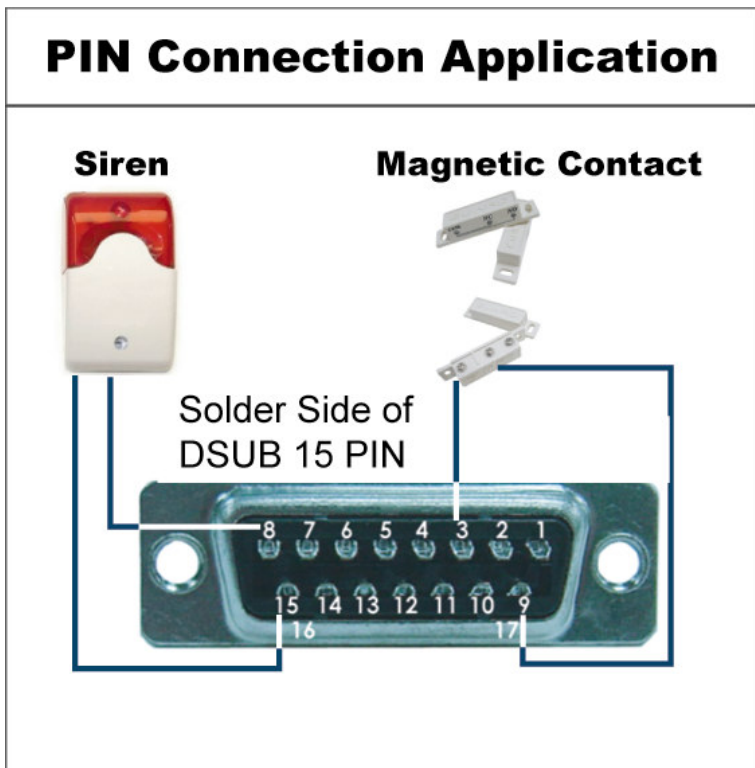 PIN Connection Application
Siren
Magnetic Contact
Solder Side of
DSUB 15 PIN
8 7 6 5 4 3 2 1
15 14 13 12 11 10 9
16 17